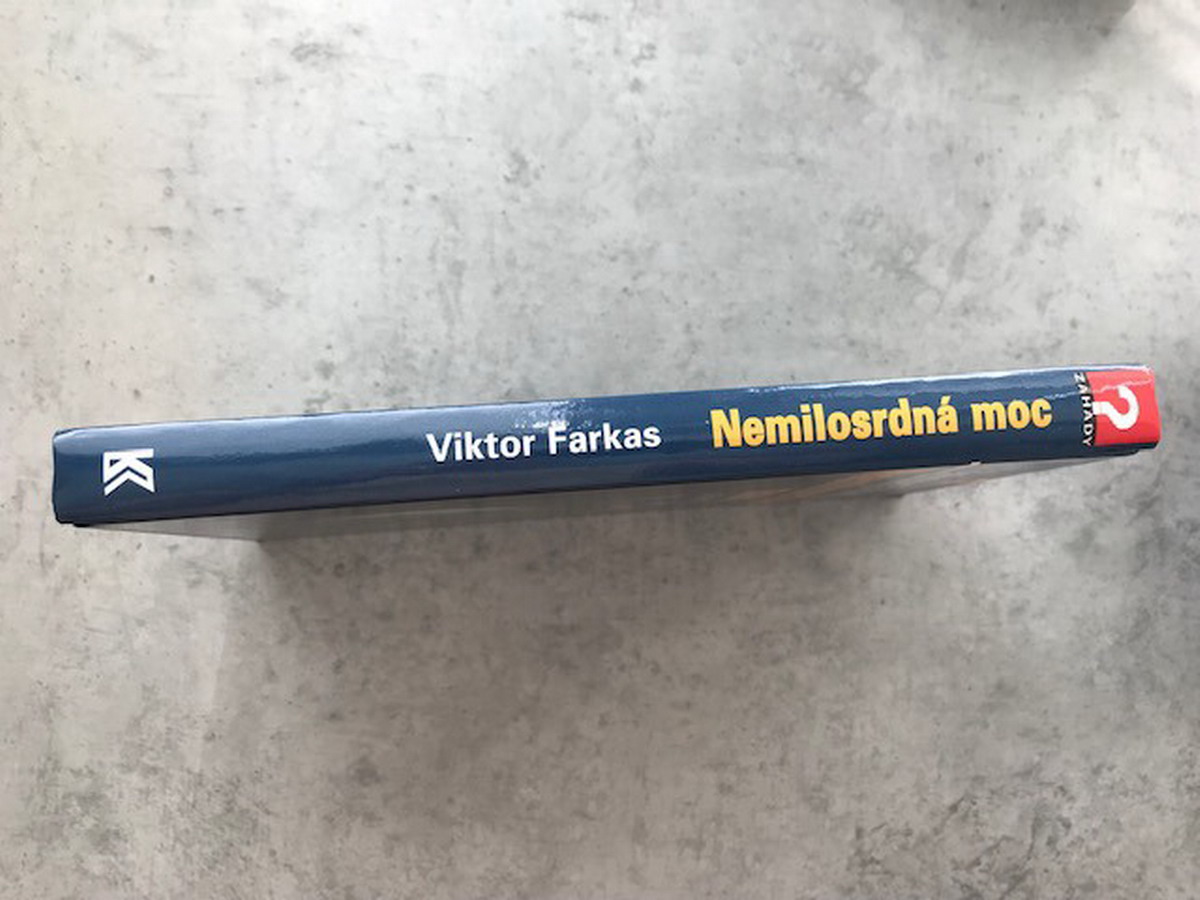 Viktor Farkas
Nemilosrdná moc
ZÁHADY
?
K